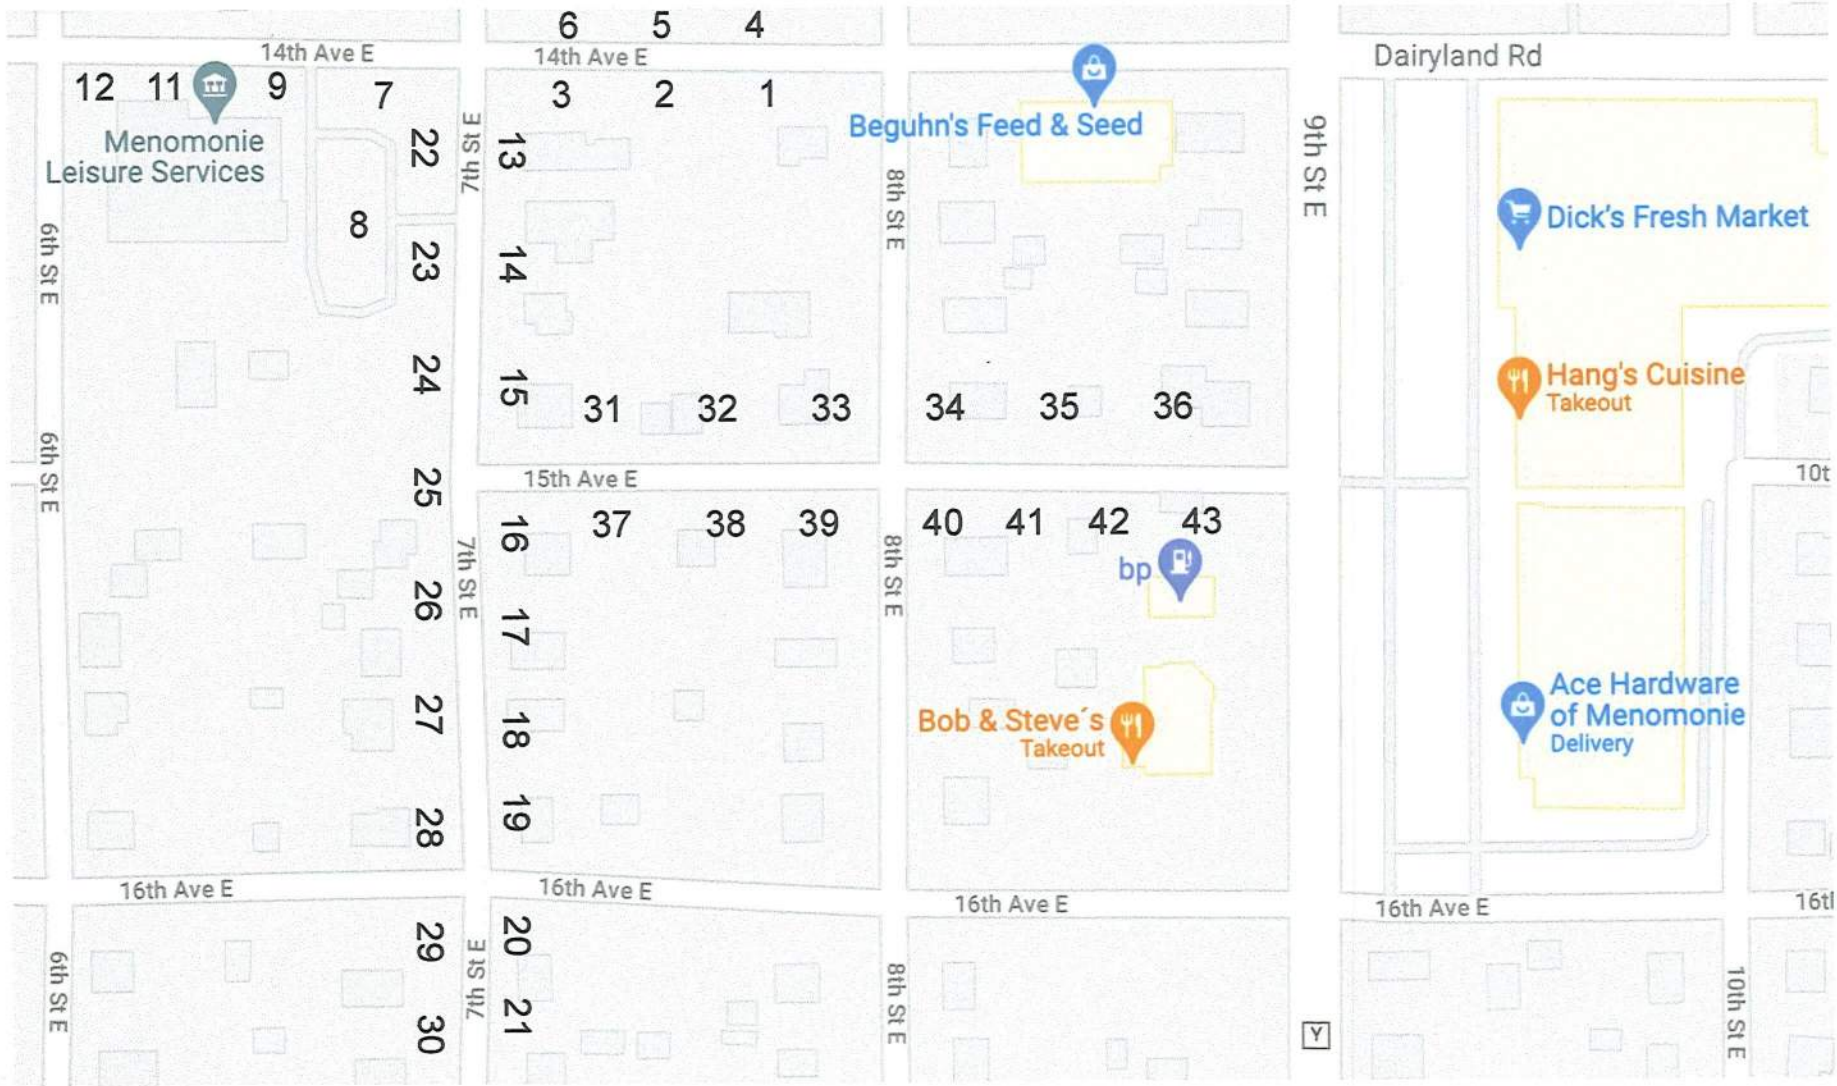 6 5 4
14th Ave E
14th Ave E
Dairyland Rd
12 11 9 7
3 2 1
Menomonie
Leisure Services
Beguhn's Feed & Seed
22
7th St E
13
8th St E
9th St E
8
Dick's Fresh Market
6th St E
23
14
24
15
Hang's Cuisine
Takeout
31 32 33
34 35 36
6th St E
25
15th Ave E
10t
16
37 38 39
40 41 42 43
7th St E
8th St E
bp
26
17
27
18
Bob & Steve´s
Takeout
Ace Hardware
of Menomonie
Delivery
28
19
16th Ave E
16th Ave E
16th Ave E
16th Ave E
16tl
29
20
6th St E
7th St E
8th St E
10th St E
30
21
Y